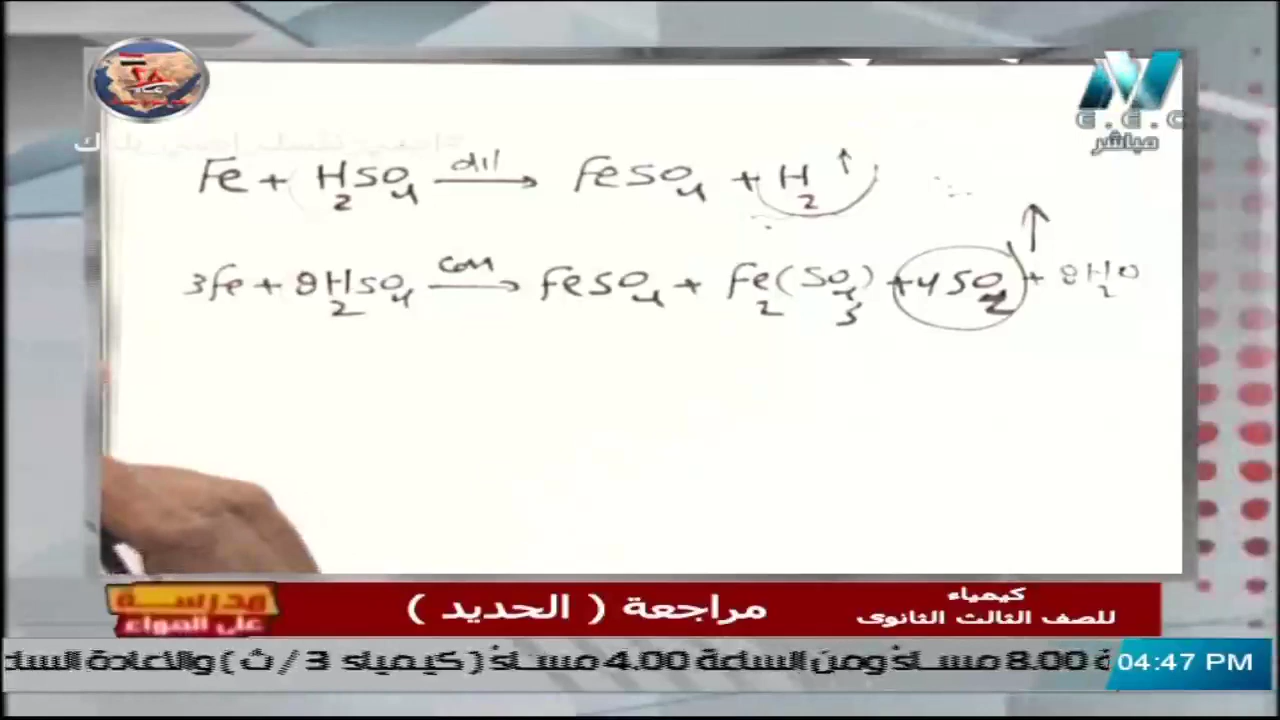 E.E.C
مباشر
Fe + H2SO4 —dil→ FeSO4 + H2 ↑
3Fe + 8H2SO4 —con→ FeSO4 + Fe2(SO4)3 + 4SO2 ↑ + 8H2O
كيمياء
للصف الثالث الثانوى
مراجعة ( الحديد )
مدرسة
على الهواء
8.00 مساءً ومن الساعة 4.00 مساءً ( كيمياء 3 / ث ) والاعادة
04:47 PM